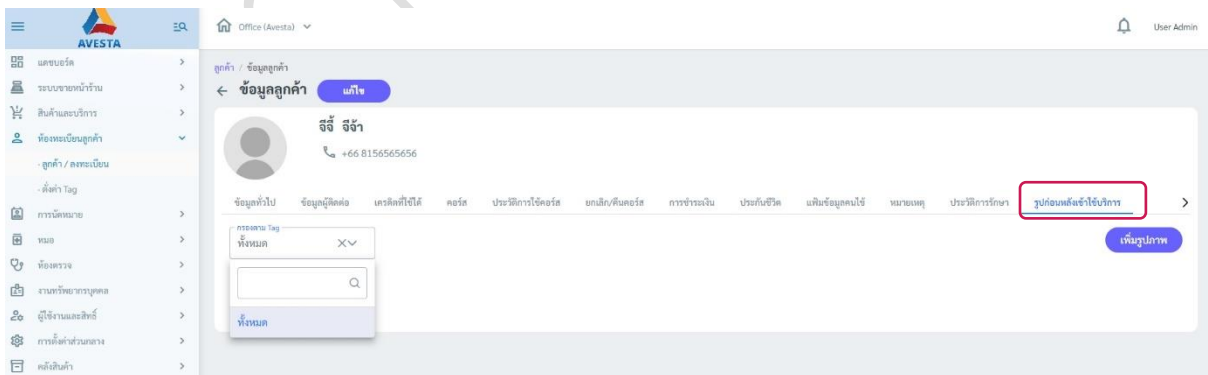 AVESTA
Office (Avesta)
User Admin
แดชบอร์ด
ระบบขายหน้าร้าน
สินค้าและบริการ
ห้องทะเบียนลูกค้า
- ลูกค้า / ลงทะเบียน
- ตั้งค่า Tag
การนัดหมาย
หมอ
ห้องตรวจ
งานทรัพยากรบุคคล
ผู้ใช้งานและสิทธิ์
การตั้งค่าส่วนกลาง
คลังสินค้า
ลูกค้า / ข้อมูลลูกค้า
ข้อมูลลูกค้า แก้ไข
จีจี้ จีจ้า
+66 8156565656
ข้อมูลทั่วไป ข้อมูลผู้ติดต่อ เครดิตที่ใช้ได้ คอร์ส ประวัติการใช้คอร์ส ยกเลิก/คืนคอร์ส การชำระเงิน ประกันชีวิต แฟ้มข้อมูลคนไข้ หมายเหตุ ประวัติการรักษา รูปก่อนหลังเข้าใช้บริการ
กรองตาม Tag
ทั้งหมด
เพิ่มรูปภาพ
ทั้งหมด